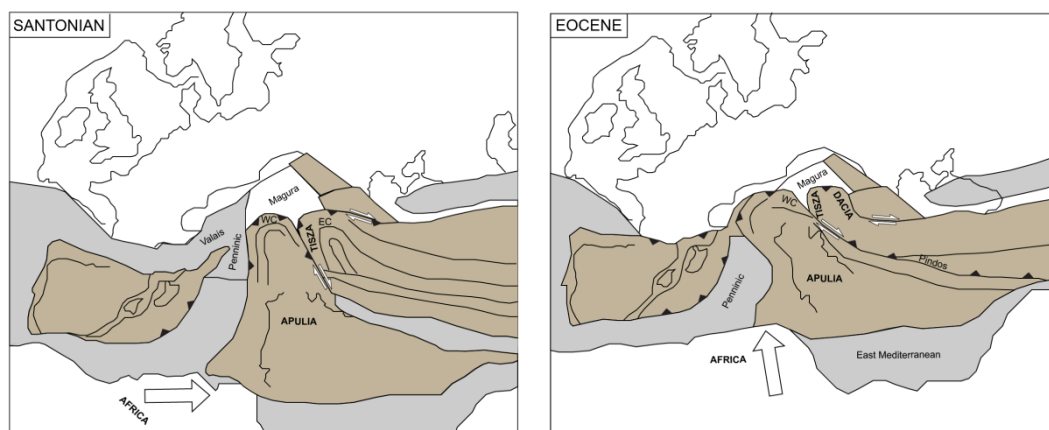 SANTONIAN
Magura
Valais
WC
EC
Penninic
TISZA
APULIA
AFRICA
EOCENE
Magura
WC
TISZA
DACIA
Pindos
Penninic
APULIA
AFRICA
East Mediterranean